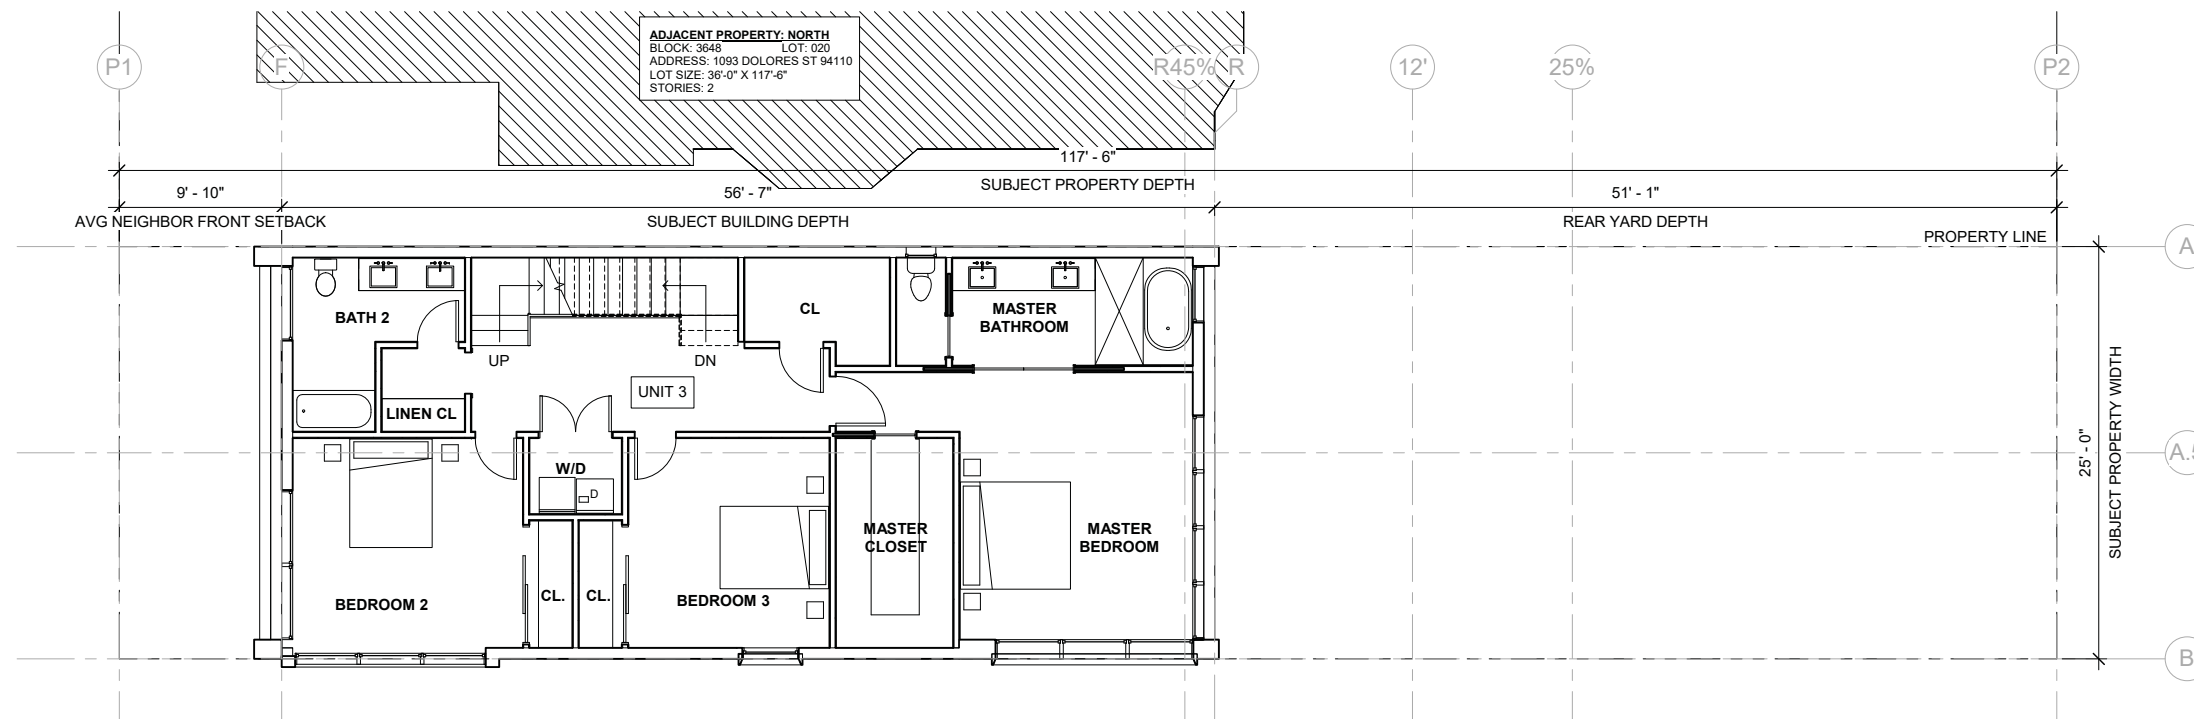 ADJACENT PROPERTY: NORTH
BLOCK: 3648 LOT: 020
ADDRESS: 1093 DOLORES ST 94110
LOT SIZE: 36'-0" X 117'-6"
STORIES: 2
P1
F
R45%
R
12'
25%
P2
117' - 6"
SUBJECT PROPERTY DEPTH
9' - 10"
56' - 7"
51' - 1"
AVG NEIGHBOR FRONT SETBACK
SUBJECT BUILDING DEPTH
REAR YARD DEPTH
PROPERTY LINE
A
BATH 2
CL
MASTER
BATHROOM
UP
DN
UNIT 3
LINEN CL
W/D
D
A.5
25' - 0"
SUBJECT PROPERTY WIDTH
MASTER
CLOSET
MASTER
BEDROOM
BEDROOM 2
CL.
CL.
BEDROOM 3
B